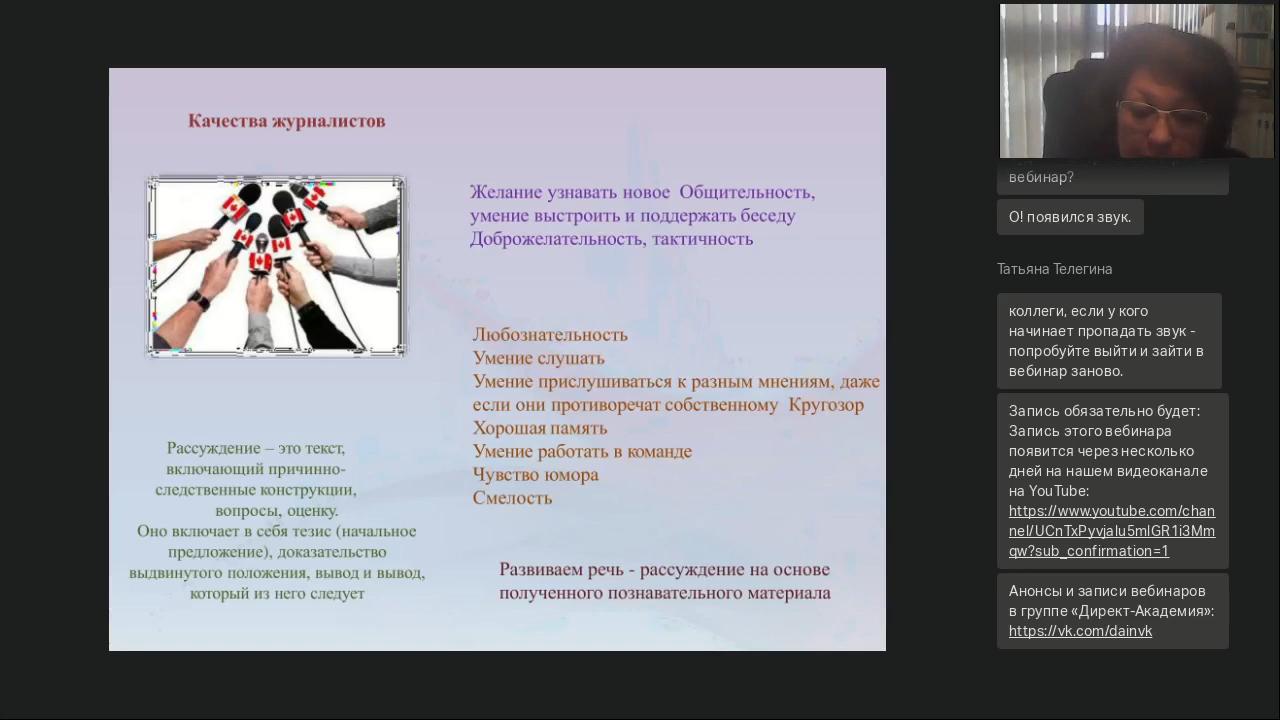 Качества журналистов
Желание узнавать новое Общительность,
умение выстроить и поддержать беседу
Доброжелательность, тактичность
Любознательность
Умение слушать
Умение прислушиваться к разным мнениям, даже
если они противоречат собственному Кругозор
Хорошая память
Умение работать в команде
Чувство юмора
Смелость
Рассуждение – это текст,
включающий причинно-
следственные конструкции,
вопросы, оценку.
Оно включает в себя тезис (начальное
предложение), доказательство
выдвинутого положения, вывод и вывод,
который из него следует
Развиваем речь - рассуждение на основе
полученного познавательного материала
вебинар?
О! появился звук.
Татьяна Телегина
коллеги, если у кого
начинает пропадать звук -
попробуйте выйти и зайти в
вебинар заново.
Запись обязательно будет:
Запись этого вебинара
появится через несколько
дней на нашем видеоканале
на YouTube:
https://www.youtube.com/chan
nel/UCnTxPyvjalu5mlGR1i3Mm
qw?sub_confirmation=1
Анонсы и записи вебинаров
в группе «Директ-Академия»:
https://vk.com/dainvk